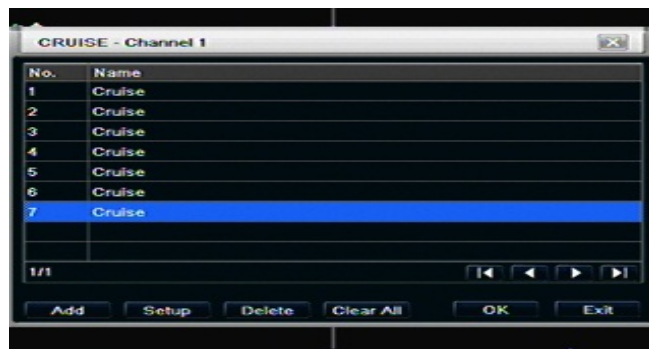 CRUISE - Channel 1
No. Name
1 Cruise
2 Cruise
3 Cruise
4 Cruise
5 Cruise
6 Cruise
7 Cruise
1/1
Add Setup Delete Clear All OK Exit